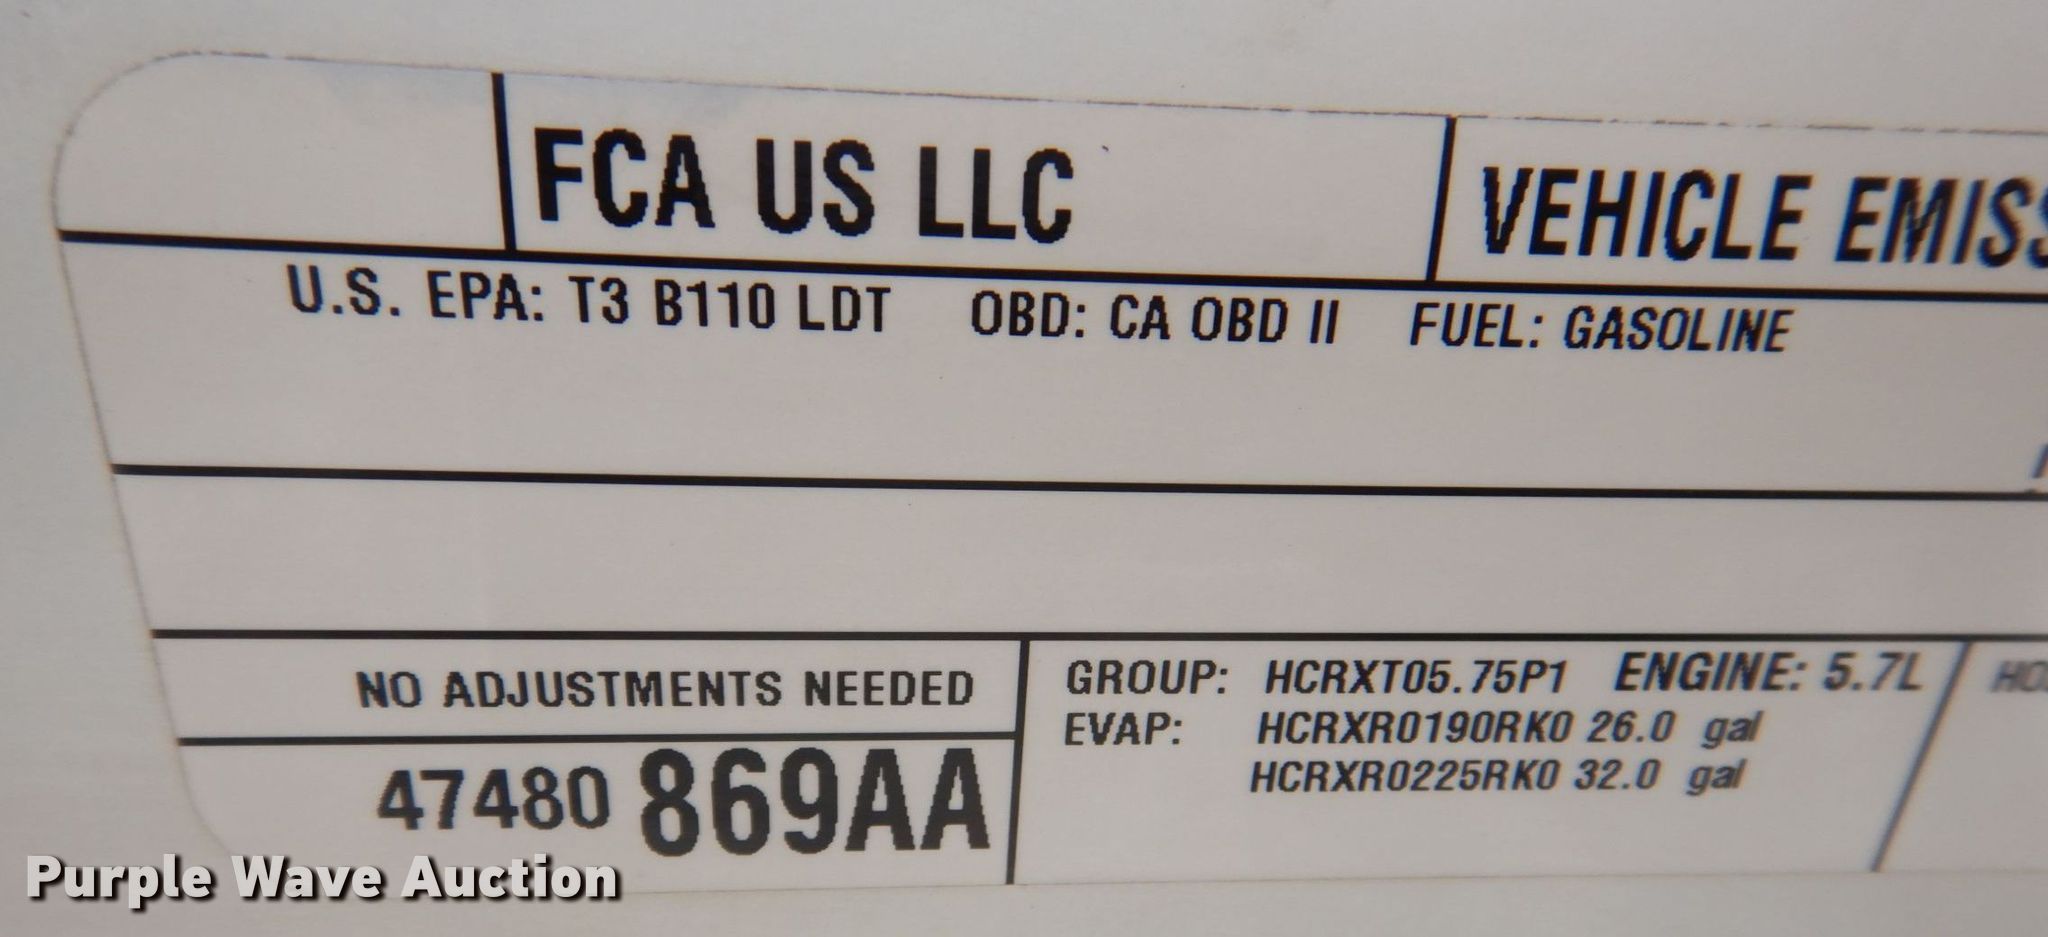 FCA US LLC
VEHICLE
U.S. EPA: T3 B110 LDT OBD: CA OBD II FUEL: GASOLINE
NO ADJUSTMENTS NEEDED
47480 869AA
GROUP: HCRXT05.75P1 ENGINE: 5.7L
EVAP: HCRXR0190RK0 26.0 gal
HCRXR0225RK0 32.0 gal
Purple Wave Auction